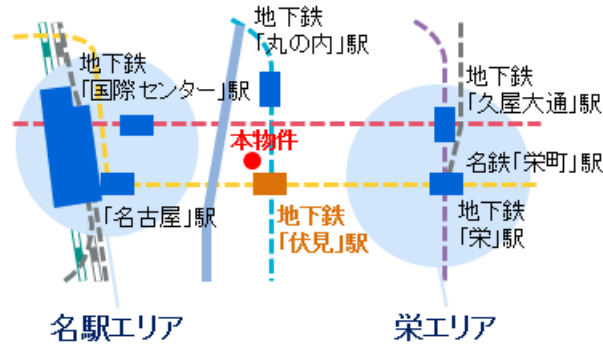 地下鉄
「丸の内」駅
地下鉄
「国際センター」駅
地下鉄
「久屋大通」駅
本物件
名鉄「栄町」駅
「名古屋」駅
地下鉄
「伏見」駅
地下鉄
「栄」駅
名駅エリア
栄エリア